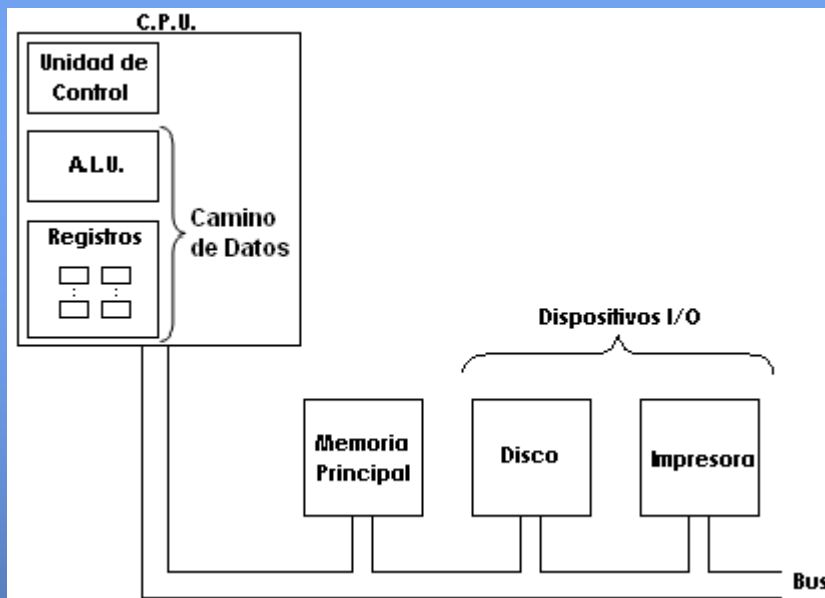 C.P.U.
Unidad de
Control
A.L.U.
Registros
Camino
de Datos
Dispositivos I/O
Memoria
Principal
Disco
Impresora
Bus